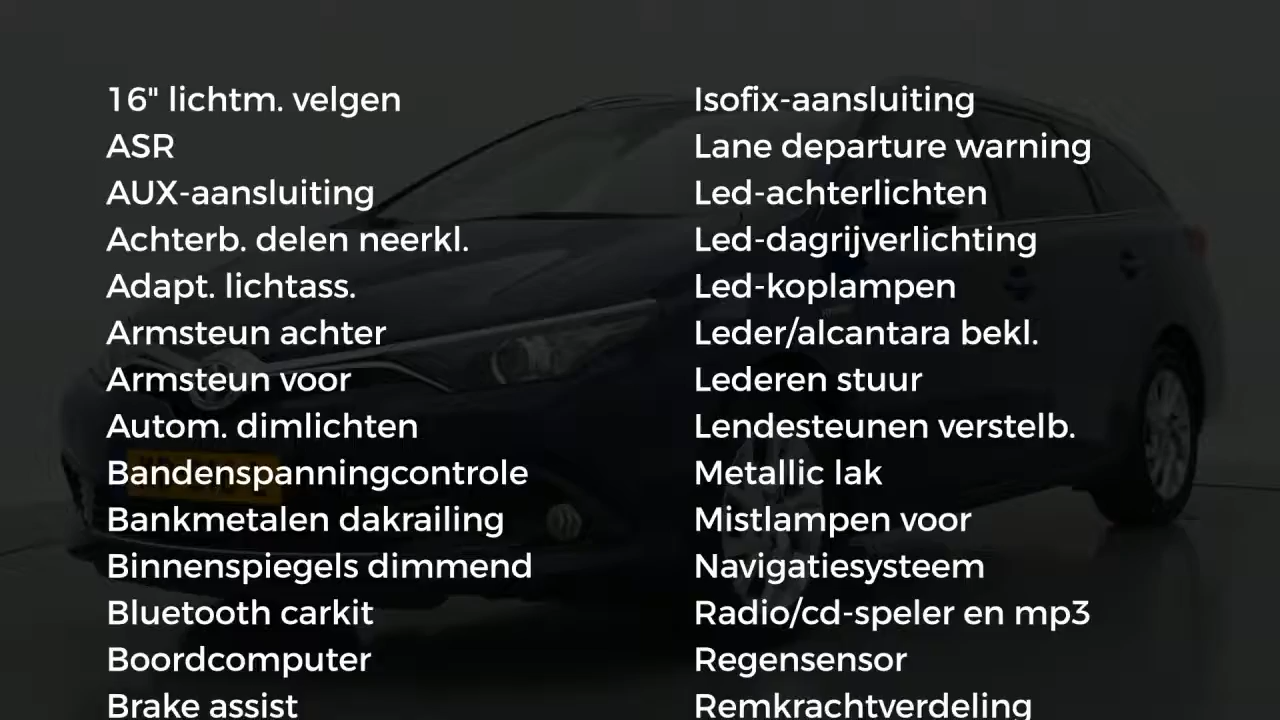 16" lichtm. velgen
ASR
AUX-aansluiting
Achterb. delen neerkl.
Adapt. lichtass.
Armsteun achter
Armsteun voor
Autom. dimlichten
Bandenspanningcontrole
Bankmetalen dakrailing
Binnenspiegels dimmend
Bluetooth carkit
Boordcomputer
Brake assist
Isofix-aansluiting
Lane departure warning
Led-achterlichten
Led-dagrijverlichting
Led-koplampen
Leder/alcantara bekl.
Lederen stuur
Lendesteunen verstelb.
Metallic lak
Mistlampen voor
Navigatiesysteem
Radio/cd-speler en mp3
Regensensor
Remkrachtverdeling